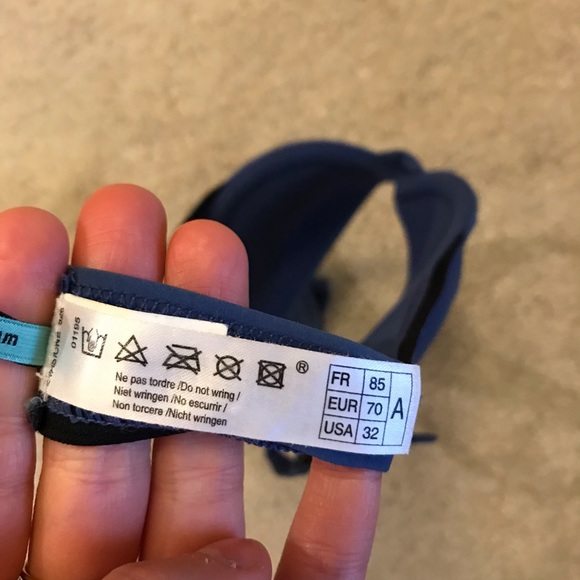 01195
®
Ne pas tordre /Do not wring /
Niet wringen /No escurrir /
Non torcere /Nicht wringen
FR 85
EUR 70 A
USA 32